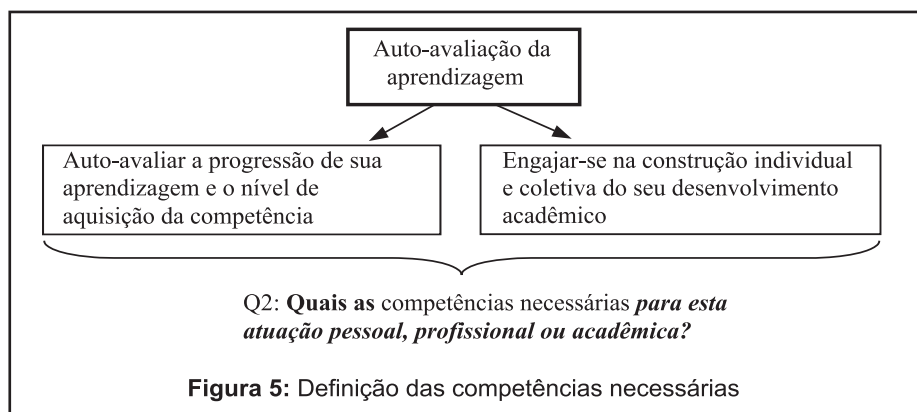 Auto-avaliação da
aprendizagem
Auto-avaliar a progressão de sua
aprendizagem e o nível de
aquisição da competência
Engajar-se na construção individual
e coletiva do seu desenvolvimento
acadêmico
Q2: Quais as competências necessárias para esta
atuação pessoal, profissional ou acadêmica?
Figura 5: Definição das competências necessárias